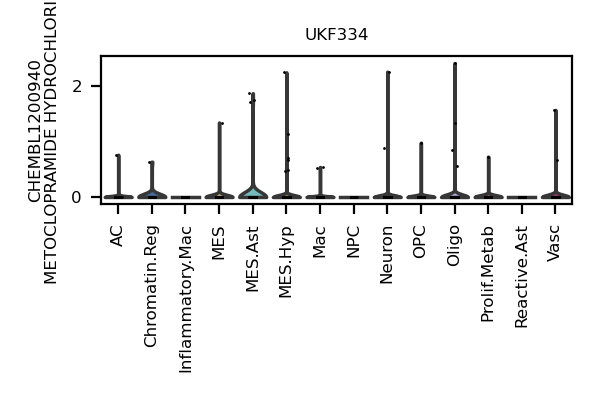 UKF334
CHEMBL1200940
METOCLOPRAMIDE HYDROCHLORI
2
0
AC
Chromatin.Reg
Inflammatory.Mac
MES
MES.Ast
MES.Hyp
Mac
NPC
Neuron
OPC
Oligo
Prolif.Metab
Reactive.Ast
Vasc